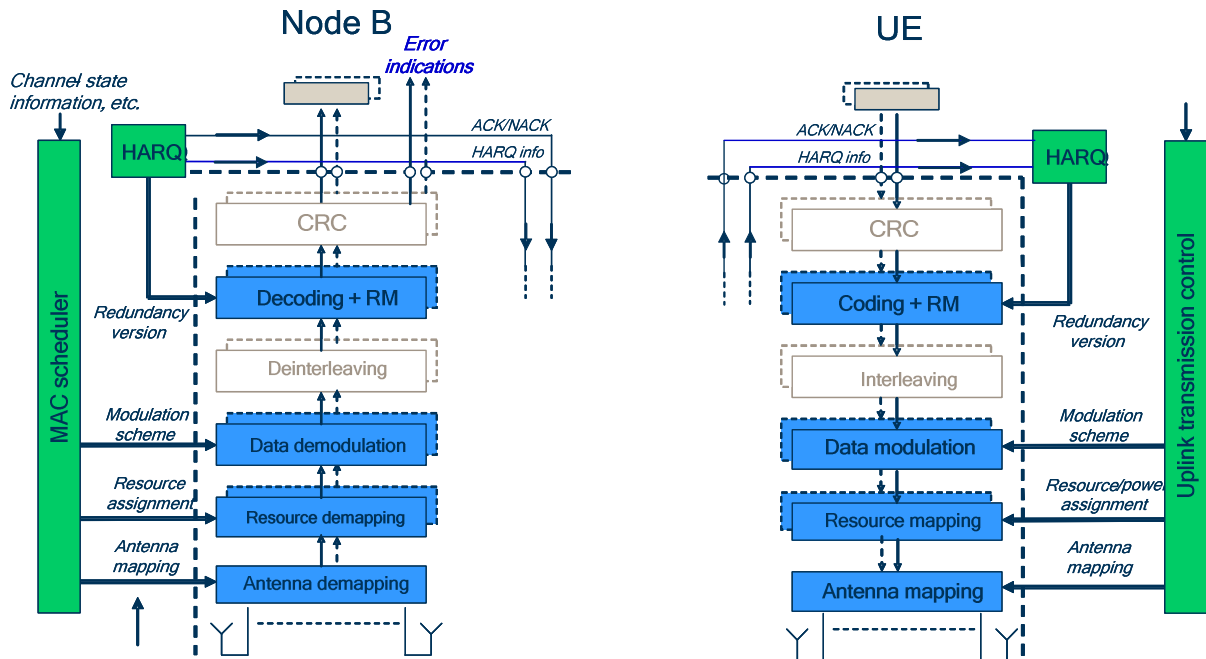 Node B
UE
Error
indications
Channel state
information, etc.
ACK/NACK
HARQ info
HARQ
CRC
Decoding + RM
Redundancy
version
Deinterleaving
MAC scheduler
Modulation
scheme
Data demodulation
Resource
assignment
Resource demapping
Antenna
mapping
Antenna demapping
ACK/NACK
HARQ info
HARQ
CRC
Coding + RM
Redundancy
version
Interleaving
Uplink transmission control
Modulation
scheme
Data modulation
Resource/power
assignment
Resource mapping
Antenna
mapping
Antenna mapping